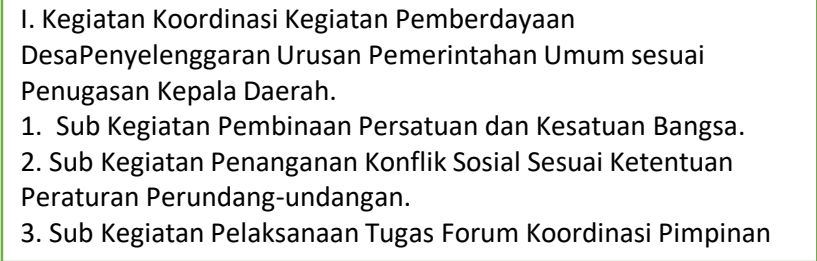 I. Kegiatan Koordinasi Kegiatan Pemberdayaan
DesaPenyelenggaran Urusan Pemerintahan Umum sesuai
Penugasan Kepala Daerah.
1. Sub Kegiatan Pembinaan Persatuan dan Kesatuan Bangsa.
2. Sub Kegiatan Penanganan Konflik Sosial Sesuai Ketentuan
Peraturan Perundang-undangan.
3. Sub Kegiatan Pelaksanaan Tugas Forum Koordinasi Pimpinan